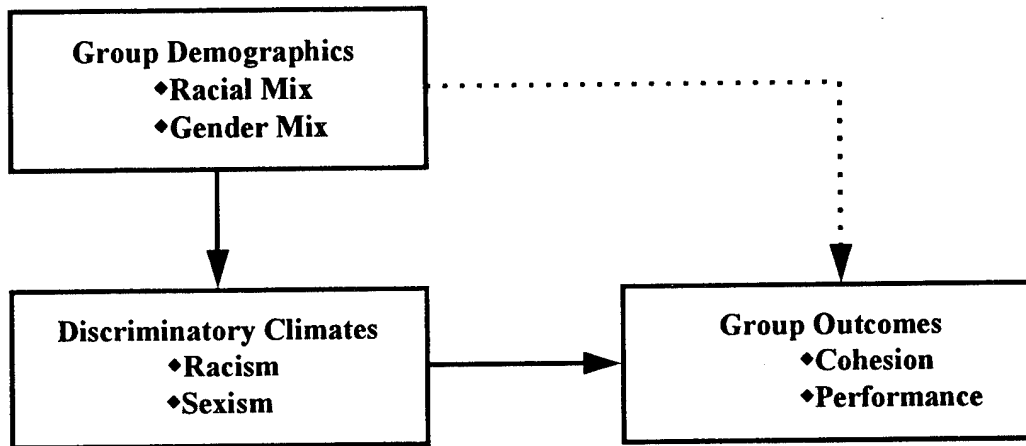 Group Demographics
◆Racial Mix
◆Gender Mix
Discriminatory Climates
◆Racism
◆Sexism
Group Outcomes
◆Cohesion
◆Performance